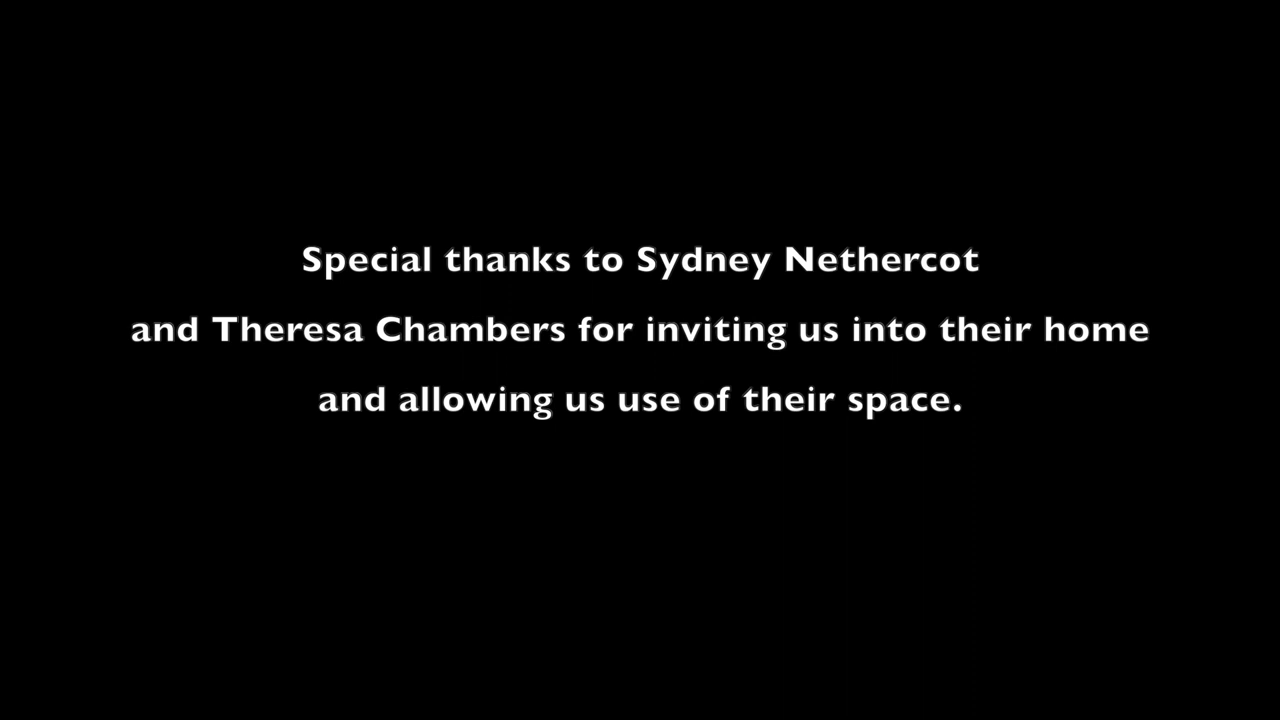 Special thanks to Sydney Nethercot
and Theresa Chambers for inviting us into their home
and allowing us use of their space.